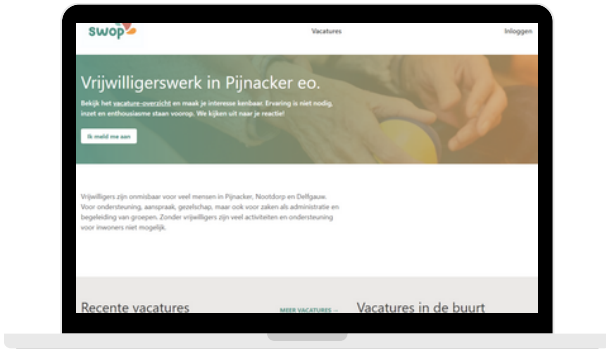 swop
Vacatures
Inloggen
Vrijwilligerswerk in Pijnacker eo.
Bekijk het vacature-overzicht en maak je interesse kenbaar. Ervaring is niet nodig,
inzet en enthousiasme staan voorop. We kijken uit naar je reactie!
Ik meld me aan
Vrijwilligers zijn onmisbaar voor veel mensen in Pijnacker, Nootdorp en Delfgauw.
Voor ondersteuning, aanspraak, gezelschap, maar ook voor zaken als administratie en
begeleiding van groepen. Zonder vrijwilligers zijn veel activiteiten en ondersteuning
voor inwoners niet mogelijk.
Recente vacatures
MEER VACATURES
Vacatures in de buurt